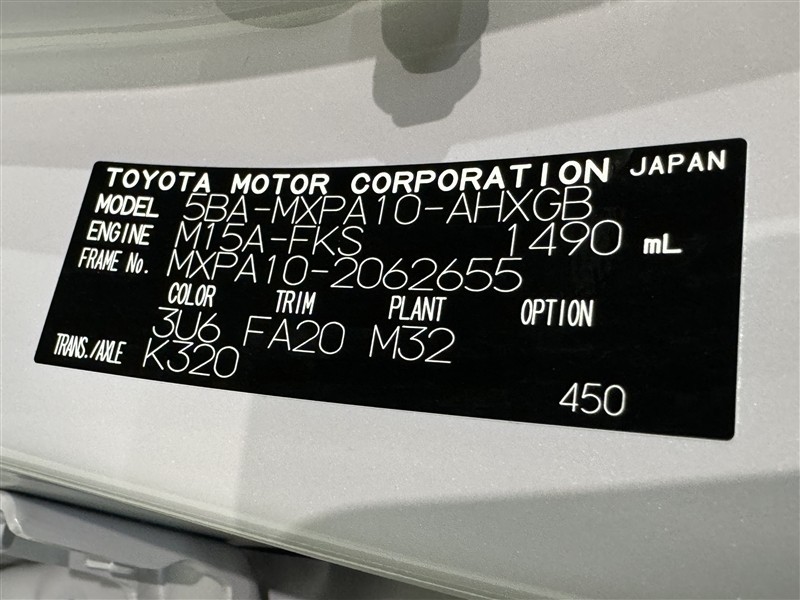 TOYOTA MOTOR CORPORATION JAPAN
MODEL 5BA-MXPA10-AHXGB
ENGINE M15A-FKS 1490 mL
FRAME No. MXPA10-2062655
COLOR TRIM PLANT OPTION
3U6 FA20 M32
TRANS./AXLE K320
450